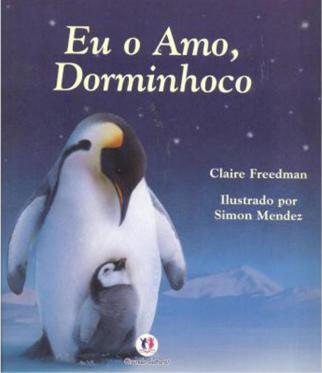 Eu o Amo,
Dorminhoco
Claire Freedman
Ilustrado por
Simon Mendez